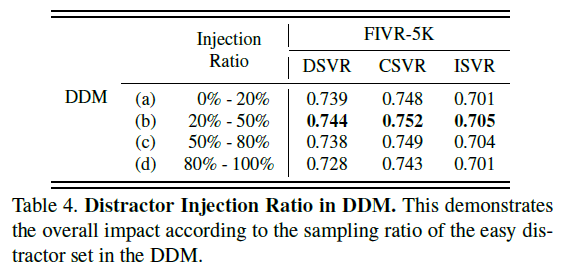 Injection Ratio FIVR-5K
DSVR CSVR ISVR
DDM (a) 0% - 20% 0.739 0.748 0.701
(b) 20% - 50% 0.744 0.752 0.705
(c) 50% - 80% 0.738 0.749 0.704
(d) 80% - 100% 0.728 0.743 0.701
Table 4. Distractor Injection Ratio in DDM. This demonstrates
the overall impact according to the sampling ratio of the easy dis-
tractor set in the DDM.